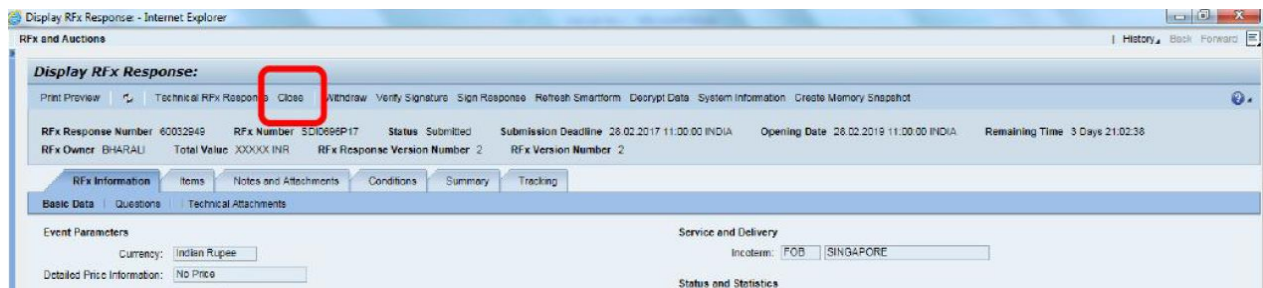 Display RFx Response: - Internet Explorer
RFx and Auctions | History Back Forward
Display RFx Response:
Print Preview | Technical RFx Response Close | Withdraw Verify Signature Sign Response Refresh Smartform Decrypt Data System Information Create Memory Snapshot
RFx Response Number 60032949 RFx Number SDI0696P17 Status Submitted Submission Deadline 28.02.2017 11:00:00 INDIA Opening Date 28.02.2019 11:00:00 INDIA Remaining Time 3 Days 21:02:38
RFx Owner BHARALI Total Value XXXXX INR RFx Response Version Number 2 RFx Version Number 2
RFx Information Items Notes and Attachments Conditions Summary Tracking
Basic Data | Questions | Technical Attachments
Event Parameters Service and Delivery
Currency: Indian Rupee Incoterm: FOB SINGAPORE
Detailed Price Information: No Price
Status and Statistics